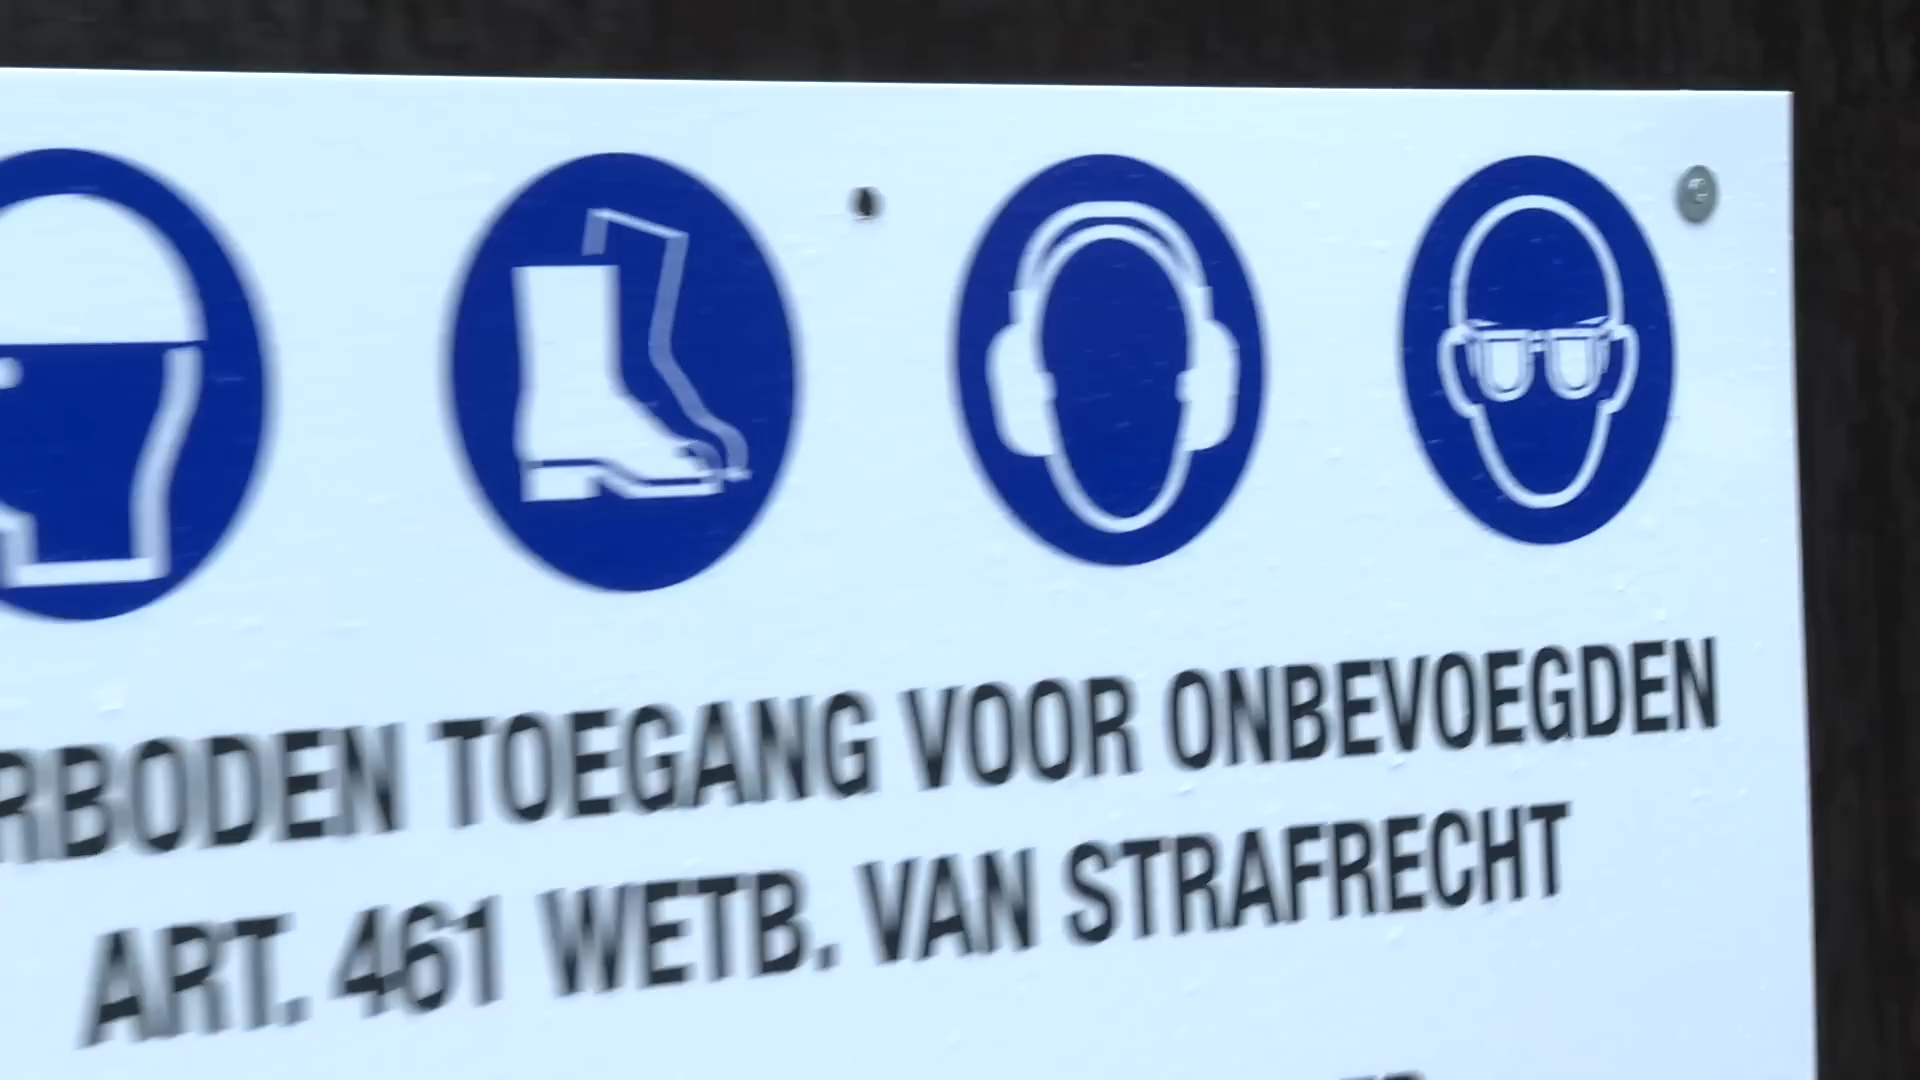 RBODEN TOEGANG VOOR ONBEVOEGDEN
ART. 461 WETB. VAN STRAFRECHT